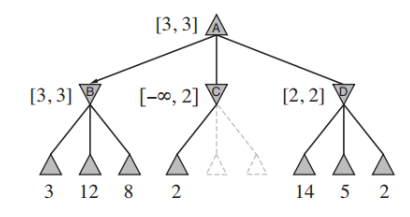 [3, 3] A
[3, 3] B [−∞, 2] C [2, 2] D
3 12 8 2 14 5 2